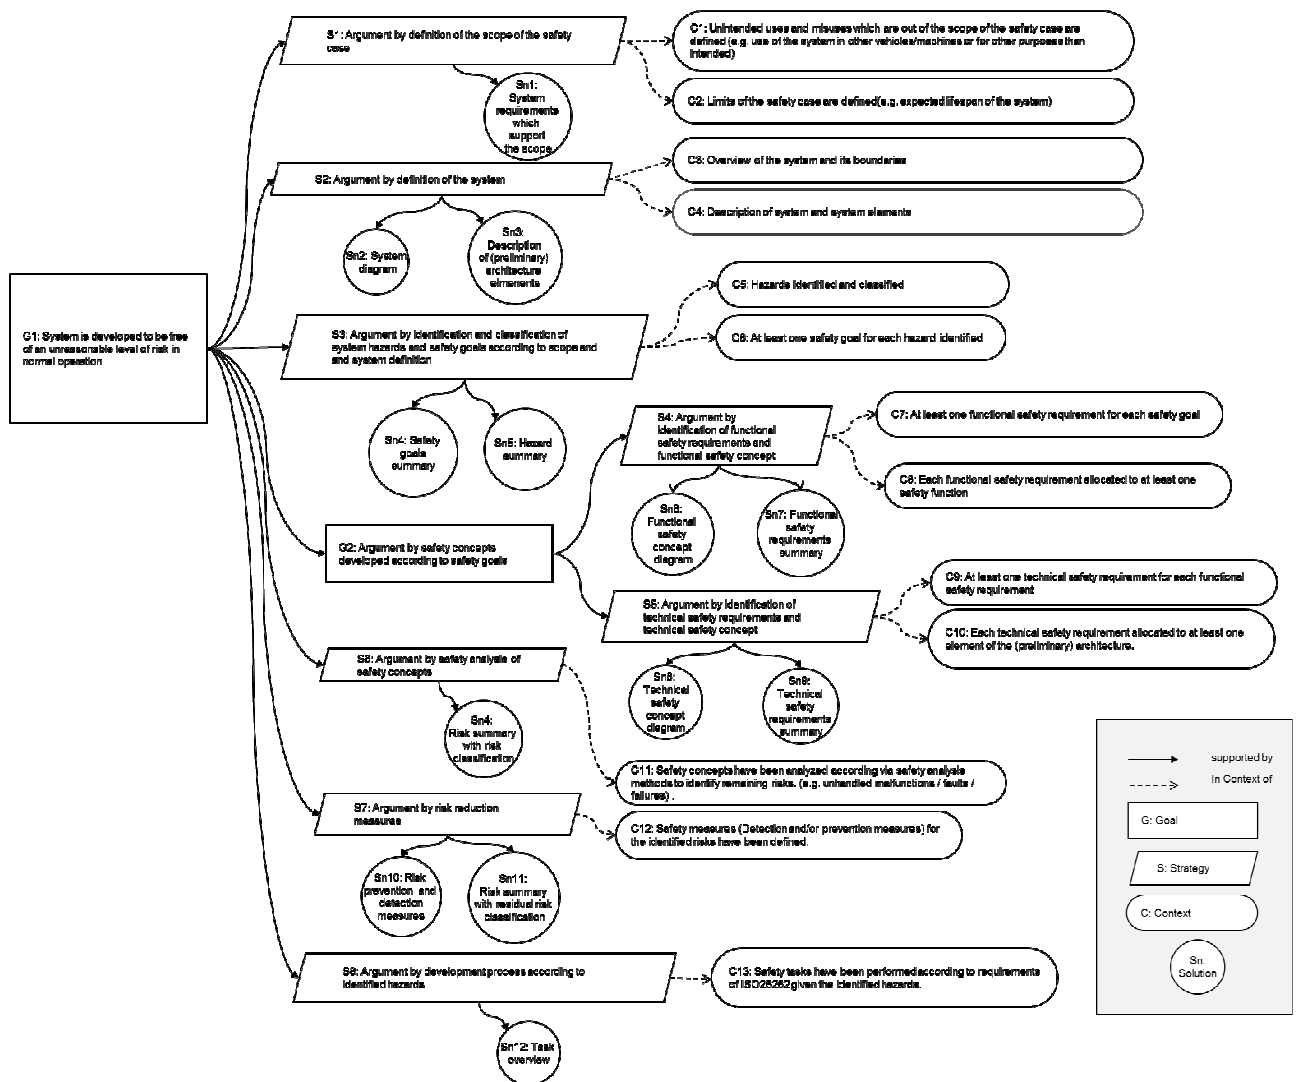 S1: Argument by definition of the scope of the safety
case
C1: Unintended uses and misuses which are out of the scope of the safety case are
defined (e.g. use of the system in other vehicles/machines or for other purposes than
intended)
Sn1:
System
requirements
which
support
the scope
C2: Limits of the safety case are defined(e.g. expected lifespan of the system)
C3: Overview of the system and its boundaries
S2: Argument by definition of the system
C4: Description of system and system elements
Sn2: System
diagram
Sn3:
Description
of (preliminary)
architecture
elmenents
C5: Hazards identified and classified
G1: System is developed to be free
of an unreasonable level of risk in
normal operation
S3: Argument by identification and classification of
system hazards and safety goals according to scope and
and system definition
C6: At least one safety goal for each hazard identified
Sn4: Safety
goals
summary
Sn5: Hazard
summary
S4: Argument by
identification of functional
safety requirements and
functional safety concept
C7: At least one functional safety requirement for each safety goal
C8: Each functional safety requirement allocated to at least one
safety function
Sn6:
Functional
safety
concept
diagram
Sn7: Functional
safety
requirements
summary
G2: Argument by safety concepts
developed according to safety goals
C9: At least one technical safety requirement for each functional
safety requirement
S5: Argument by identification of
technical safety requirements and
technical safety concept
C10: Each technical safety requirement allocated to at least one
element of the (preliminary) architecture.
S6: Argument by safety analysis of
safety concepts
Sn8:
Technical
safety
concept
diagram
Sn9:
Technical
safety
requirements
summary
Sn4:
Risk summary
with risk
classification
C11: Safety concepts have been analyzed according via safety analysis
methods to identify remaining risks. (e.g. unhandled malfunctions / faults /
failures) .
S7: Argument by risk reduction
measures
C12: Safety measures (Detection and/or prevention measures) for
the identified risks have been defined.
Sn10: Risk
prevention and
detection
measures
Sn11:
Risk summary
with residual risk
classification
S8: Argument by development process according to
identified hazards
C13: Safety tasks have been performed according to requirements
of ISO26262 given the identified hazards.
Sn12: Task
overview
supported by
In Context of
G: Goal
S: Strategy
C: Context
Sn:
Solution